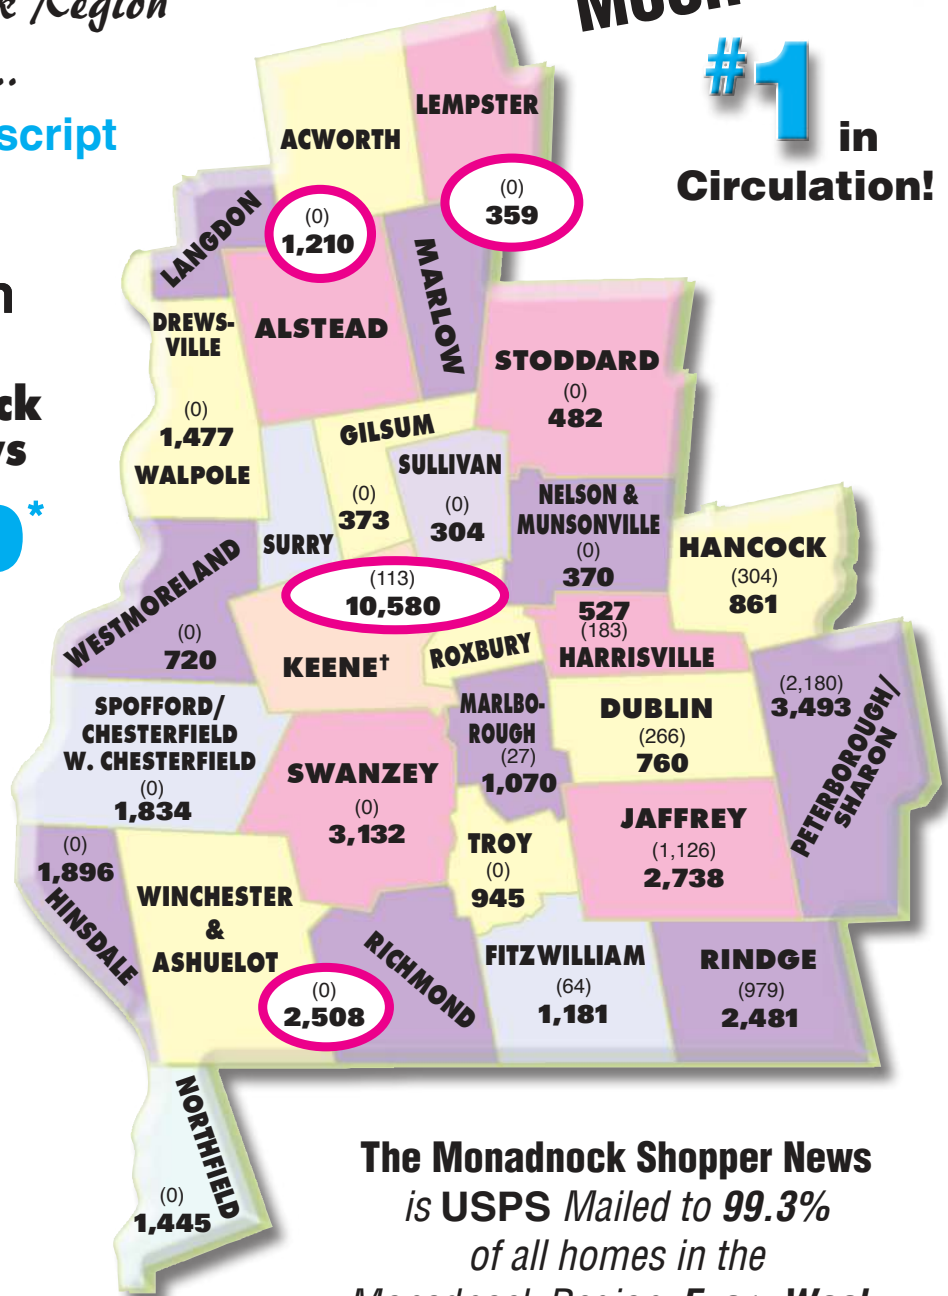 Region
MUCH
...
script
#1
in
Circulation!
LEMPSTER
(0)
359
ACWORTH
(0)
1,210
LANGDON
MARLOW
DREWS-
VILLE
ALSTEAD
(0)
1,477
WALPOLE
STODDARD
(0)
482
GILSUM
(0)
373
SULLIVAN
(0)
304
SURRY
NELSON &
MUNSONVILLE
(0)
370
HANCOCK
(304)
861
WESTMORELAND
(0)
720
(113)
10,580
KEENE†
ROXBURY
527
(183)
HARRISVILLE
SPOFFORD/
CHESTERFIELD
W. CHESTERFIELD
(0)
1,834
SWANZEY
(0)
3,132
MARLBO-
ROUGH
(27)
1,070
DUBLIN
(266)
760
(2,180)
3,493
PETERBOROUGH/
SHARON
(0)
1,896
HINSDALE
WINCHESTER
&
ASHUELOT
(0)
2,508
TROY
(0)
945
JAFFREY
(1,126)
2,738
RICHMOND
FITZWILLIAM
(64)
1,181
RINDGE
(979)
2,481
NORTHFIELD
(0)
1,445
The Monadnock Shopper News
is USPS Mailed to 99.3%
of all homes in the
Monadnock Region
*